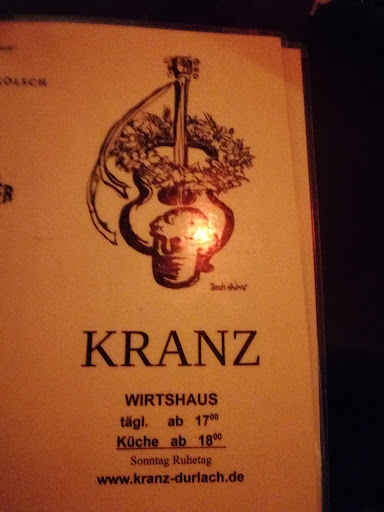 KRANZ
WIRTSHAUS
tägl. ab 17⁰⁰
Küche ab 18⁰⁰
Sonntag Ruhetag
www.kranz-durlach.de